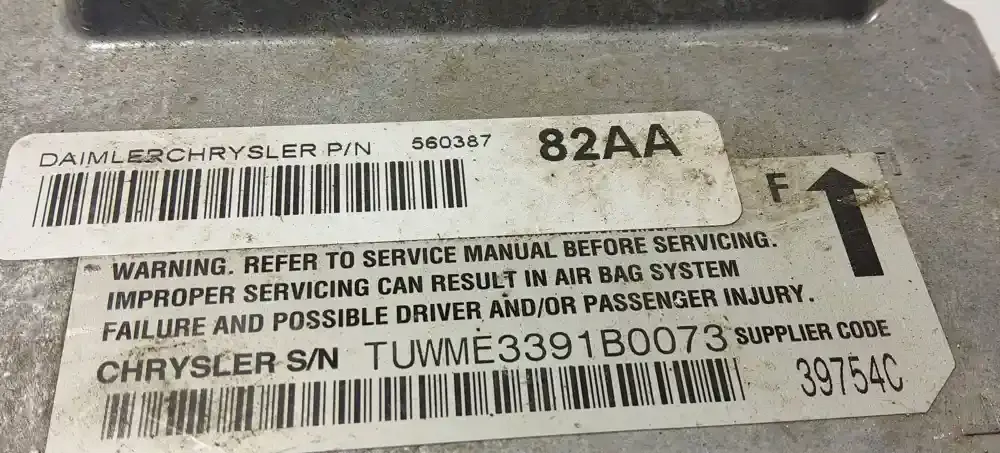 DAIMLERCHRYSLER P/N 560387 82AA
F
WARNING. REFER TO SERVICE MANUAL BEFORE SERVICING.
IMPROPER SERVICING CAN RESULT IN AIR BAG SYSTEM
FAILURE AND POSSIBLE DRIVER AND/OR PASSENGER INJURY.
CHRYSLER S/N TUWME3391B0073 SUPPLIER CODE
39754C